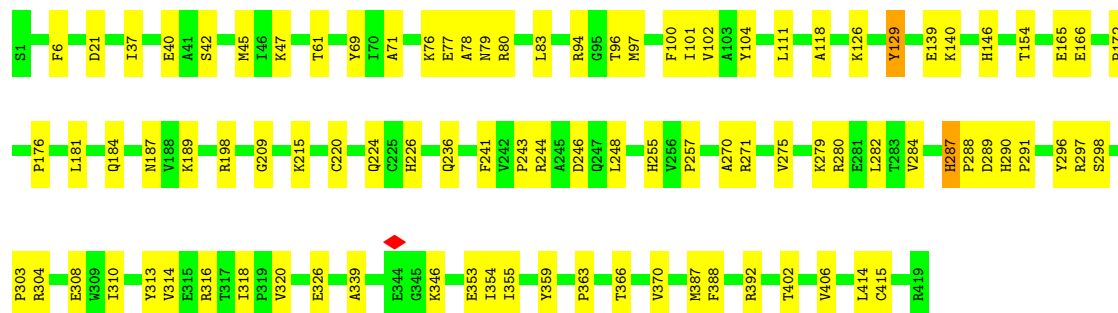 S1 F6 D21 I37 E40 A41 S42 M45 I46 K47 T61 Y69 I70 A71 K76 E77 A78 N79 R80 L83 R94 G95 T96 M97 F100 I101 V102 A103 Y104 L111 A118 K126 Y129 E139 K140 H146 T154 E165 E166
P176 L181 Q184 N187 V188 K189 R198 G209 K215 C220 Q224 C225 H226 Q236 F241 V242 P243 R244 A245 D246 Q247 L248 H255 V256 P257 A270 R271 V275 K279 R280 E281 L282 T283 V284 H287 P288 D289 H290 P291 Y296 R297 S298
P303 R304 E308 W309 I310 Y313 V314 E315 R316 T317 I318 P319 V320 E326 A339 E344 G345 K346 E353 I354 I355 Y359 P363 T366 V370 M387 F388 R392 T402 V406 L414 C415 R419